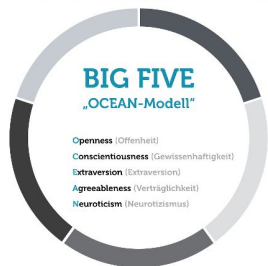 BIG FIVE
„OCEAN-Modell“
Openness (Offenheit)
Conscientiousness (Gewissenhaftigkeit)
Extraversion (Extraversion)
Agreeableness (Verträglichkeit)
Neuroticism (Neurotizismus)